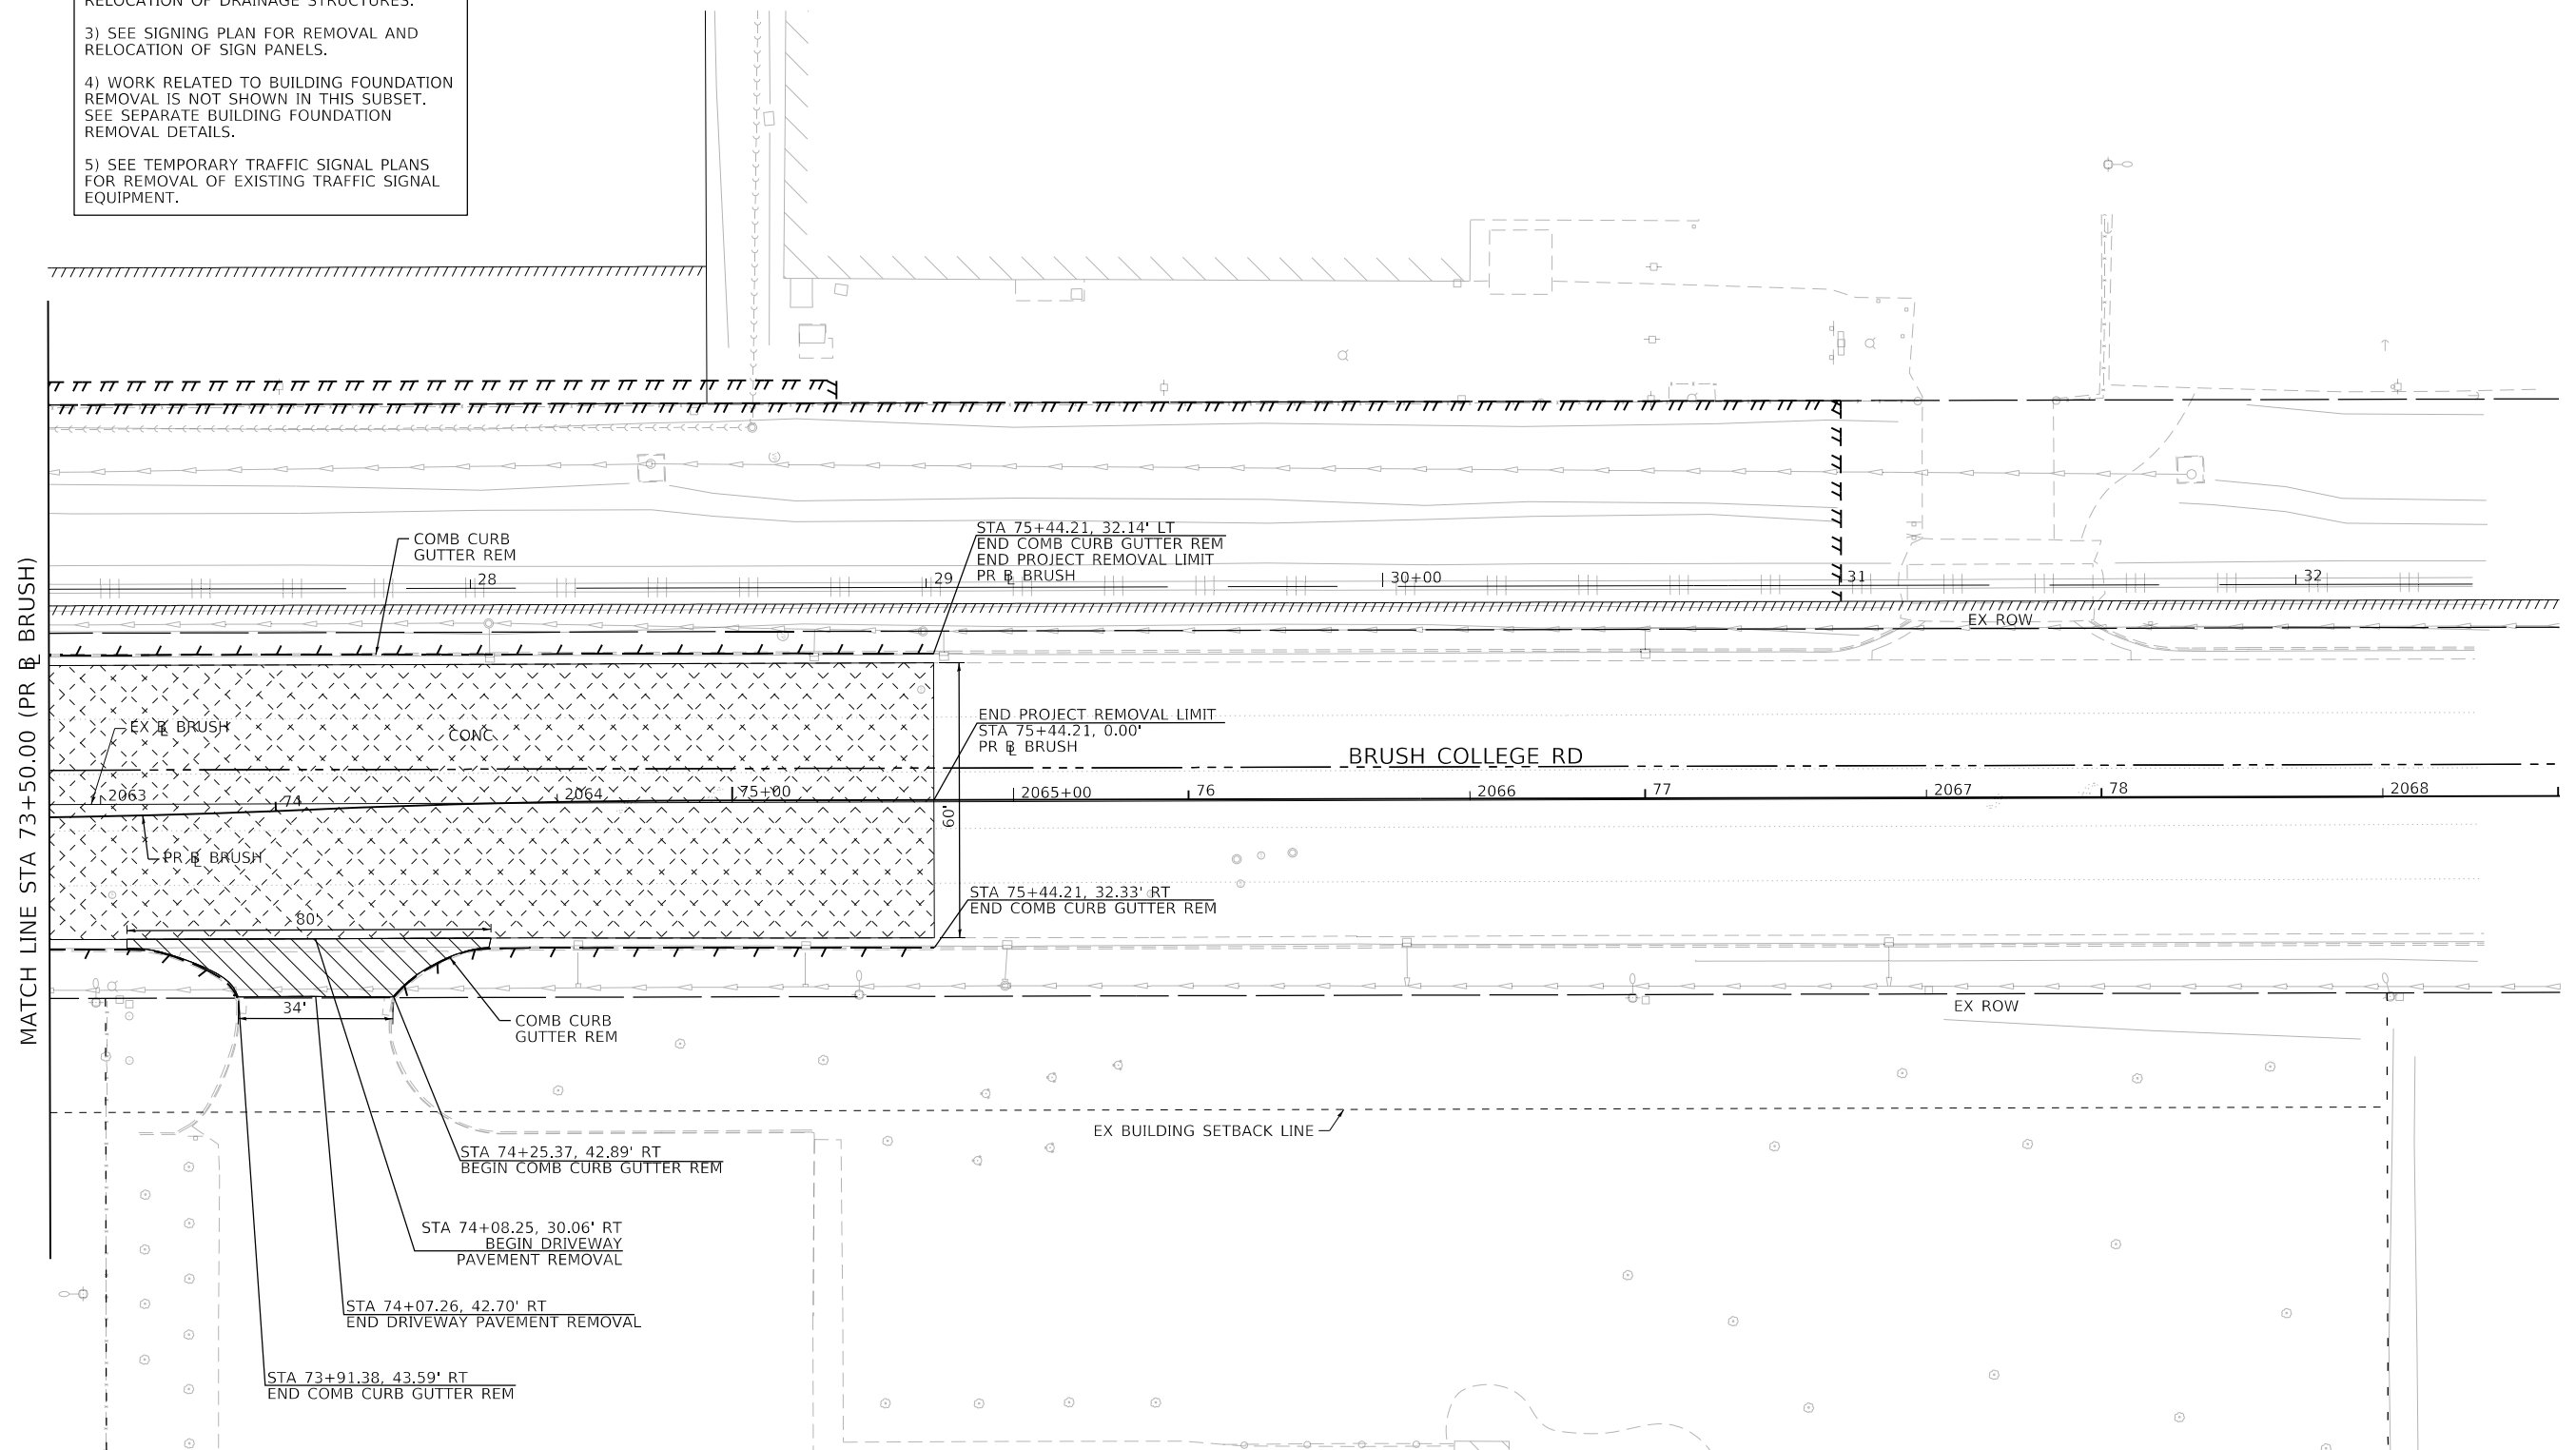 RELOCATION OF DRAINAGE STRUCTURES.
3) SEE SIGNING PLAN FOR REMOVAL AND
RELOCATION OF SIGN PANELS.
4) WORK RELATED TO BUILDING FOUNDATION
REMOVAL IS NOT SHOWN IN THIS SUBSET.
SEE SEPARATE BUILDING FOUNDATION
REMOVAL DETAILS.
5) SEE TEMPORARY TRAFFIC SIGNAL PLANS
FOR REMOVAL OF EXISTING TRAFFIC SIGNAL
EQUIPMENT.
MATCH LINE STA 73+50.00 (PR BL BRUSH)
COMB CURB
GUTTER REM
STA 75+44.21, 32.14' LT
END COMB CURB GUTTER REM
END PROJECT REMOVAL LIMIT
PR BL BRUSH
28
29
30+00
31
32
EX ROW
EX BL BRUSH
CONC
END PROJECT REMOVAL LIMIT
STA 75+44.21, 0.00'
PR BL BRUSH
BRUSH COLLEGE RD
2063
74
2064
75+00
2065+00
76
2066
77
2067
78
2068
60'
PR BL BRUSH
STA 75+44.21, 32.33' RT
END COMB CURB GUTTER REM
80'
34'
EX ROW
COMB CURB
GUTTER REM
EX BUILDING SETBACK LINE
STA 74+25.37, 42.89' RT
BEGIN COMB CURB GUTTER REM
STA 74+08.25, 30.06' RT
BEGIN DRIVEWAY
PAVEMENT REMOVAL
STA 74+07.26, 42.70' RT
END DRIVEWAY PAVEMENT REMOVAL
STA 73+91.38, 43.59' RT
END COMB CURB GUTTER REM